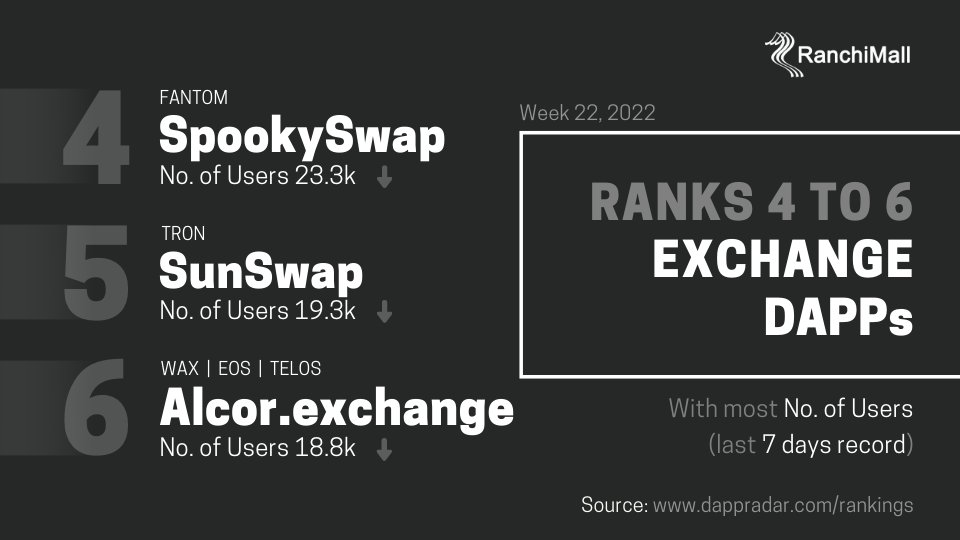 RanchiMall
4
FANTOM
SpookySwap
No. of Users 23.3k
5
TRON
SunSwap
No. of Users 19.3k
6
WAX | EOS | TELOS
Alcor.exchange
No. of Users 18.8k
Week 22, 2022
RANKS 4 TO 6
EXCHANGE
DAPPs
With most No. of Users
(last 7 days record)
Source: www.dappradar.com/rankings